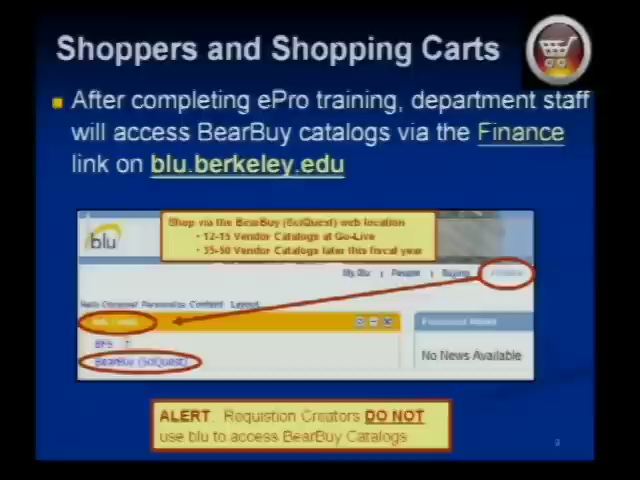 Shoppers and Shopping Carts
After completing ePro training, department staff
will access BearBuy catalogs via the Finance
link on blu.berkeley.edu
Shop via the BearBuy (SciQuest) web location
• 12-15 Vendor Catalogs at Go-Live
• 35-50 Vendor Catalogs later this fiscal year
blu
My Blu | People | Buying | Finance
Content Layout
BFS
BearBuy (SciQuest)
No News Available
ALERT: Requistion Creators DO NOT
use blu to access BearBuy Catalogs
9